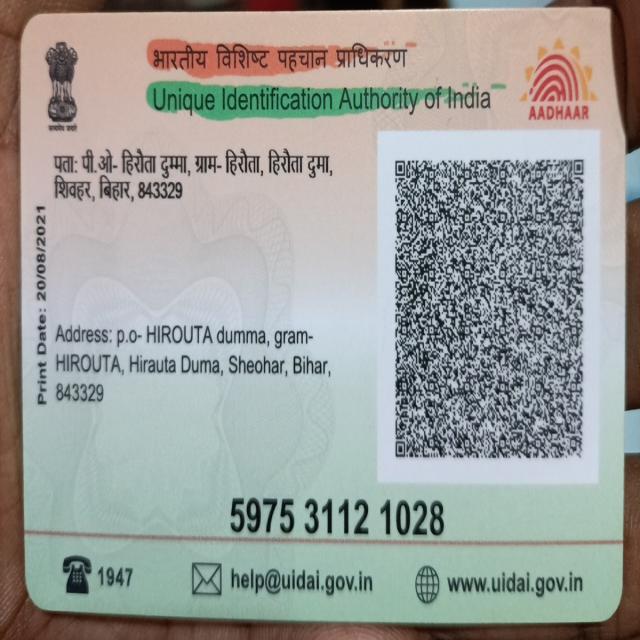 भारतीय विशिष्ट पहचान प्राधिकरण
Unique Identification Authority of India
AADHAAR
सत्यमेव जयते
पता: पी.ओ- हिरौता दुम्मा, ग्राम- हिरौता, हिरौता दुमा,
शिवहर, बिहार, 843329
Print Date: 20/08/2021
Address: p.o- HIROUTA dumma, gram-
HIROUTA, Hirauta Duma, Sheohar, Bihar,
843329
5975 3112 1028
1947
help@uidai.gov.in
www.uidai.gov.in